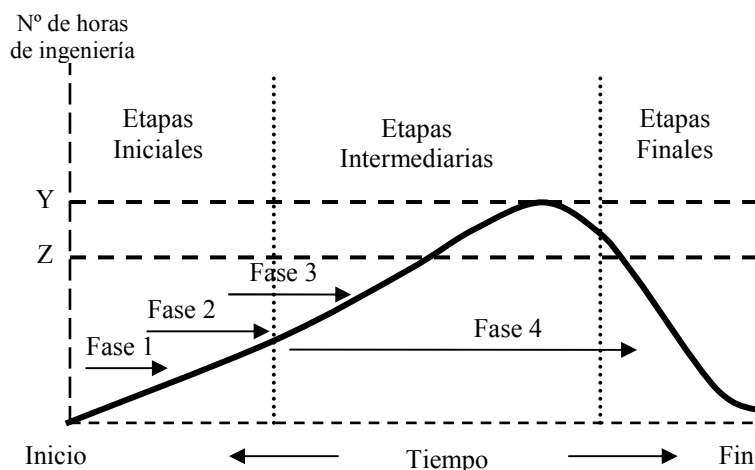 Nº de horas
de ingeniería
Etapas
Iniciales
Etapas
Intermediarias
Etapas
Finales
Y
Z
Fase 3
Fase 2
Fase 1
Fase 4
Inicio
Tiempo
Fin